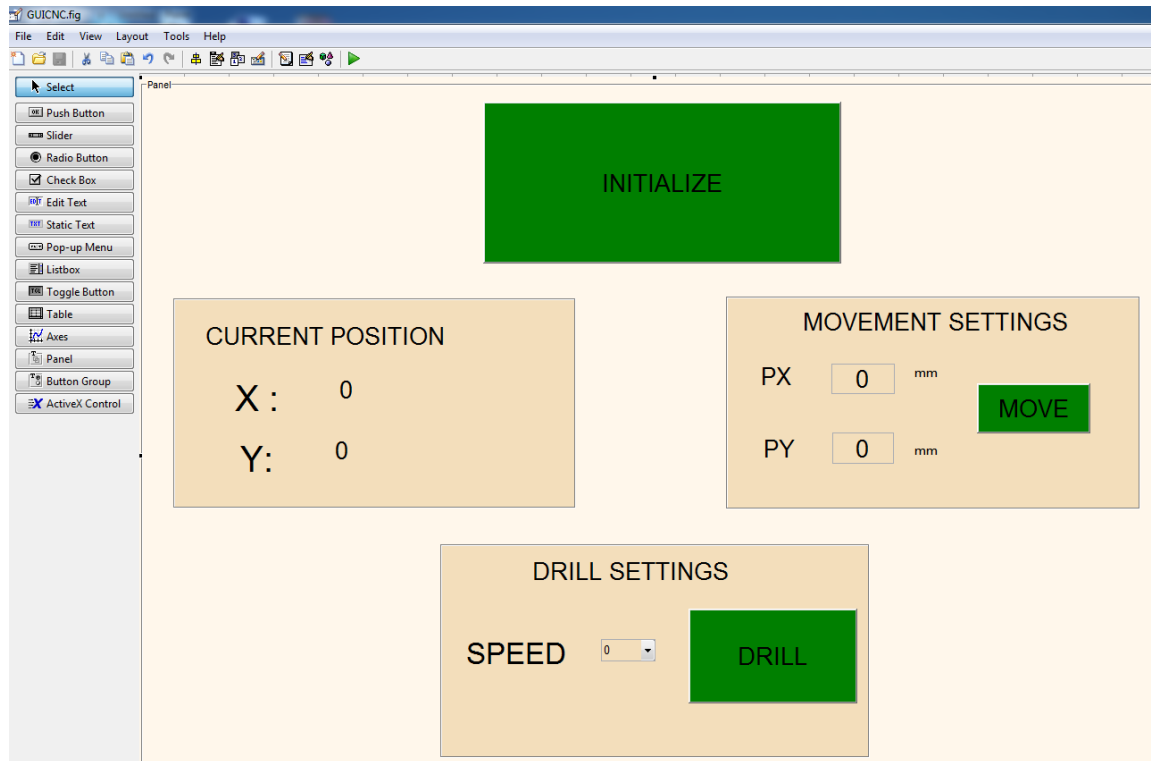 GUICNC.fig
File Edit View Layout Tools Help
Select
Push Button
Slider
Radio Button
Check Box
Edit Text
Static Text
Pop-up Menu
Listbox
Toggle Button
Table
Axes
Panel
Button Group
ActiveX Control
Panel
INITIALIZE
CURRENT POSITION
X : 0
Y: 0
MOVEMENT SETTINGS
PX 0 mm
MOVE
PY 0 mm
DRILL SETTINGS
SPEED 0 DRILL